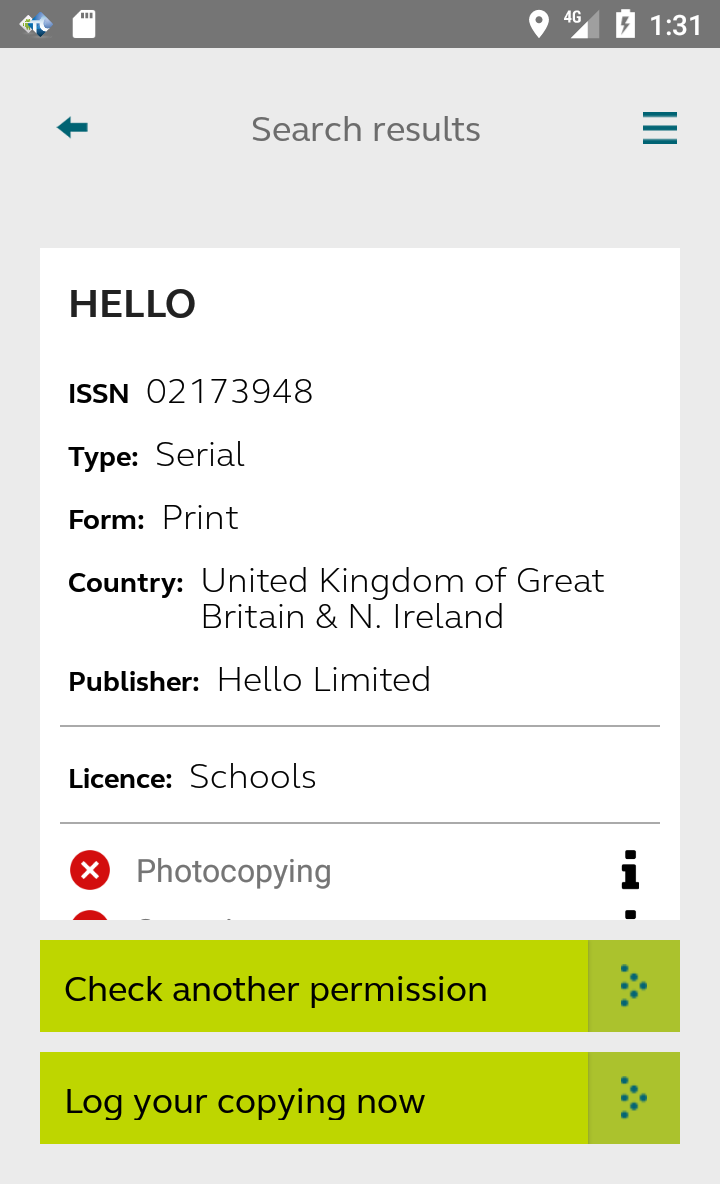 4G 1:31
Search results
HELLO
ISSN 02173948
Type: Serial
Form: Print
Country: United Kingdom of Great
Britain & N. Ireland
Publisher: Hello Limited
Licence: Schools
Photocopying
Check another permission
Log your copying now